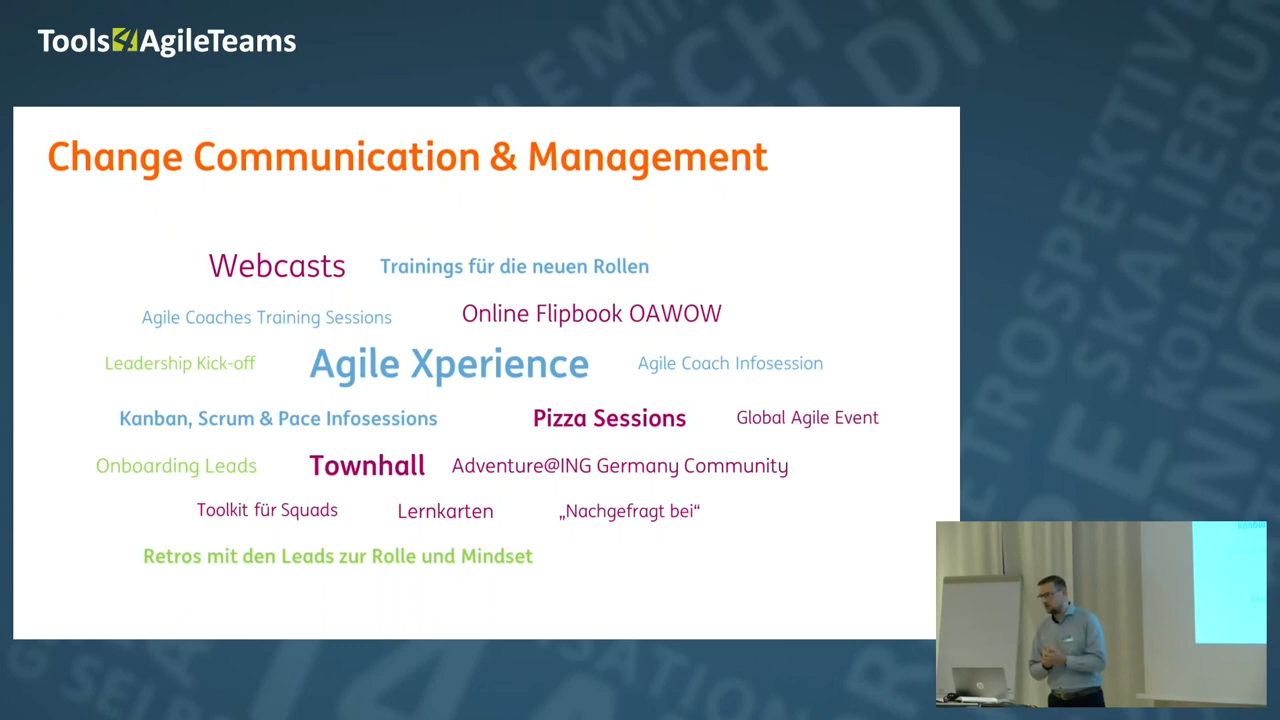 Tools4AgileTeams
Change Communication & Management
Webcasts Trainings für die neuen Rollen
Agile Coaches Training Sessions Online Flipbook OAWOW
Leadership Kick-off Agile Xperience Agile Coach Infosession
Kanban, Scrum & Pace Infosessions Pizza Sessions Global Agile Event
Onboarding Leads Townhall Adventure@ING Germany Community
Toolkit für Squads Lernkarten „Nachgefragt bei“
Retros mit den Leads zur Rolle und Mindset